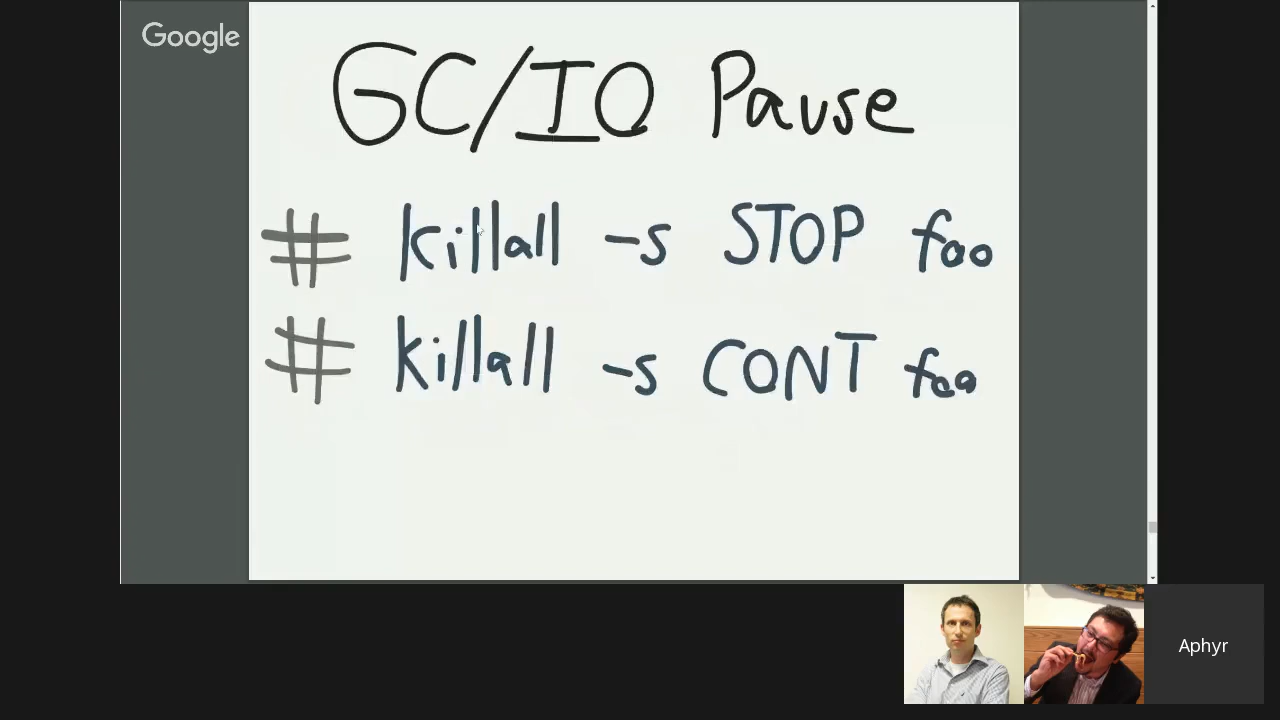 Google
GC/IO Pause
# killall -s STOP foo
# killall -s CONT foo
Aphyr